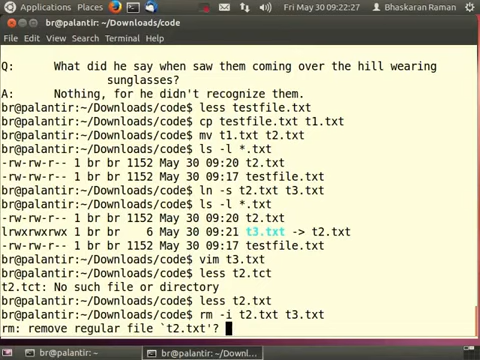 Applications Places Fri May 30 09:22:27 Bhaskaran Raman
br@palantir: ~/Downloads/code
File Edit View Search Terminal Help
Q: What did he say when saw them coming over the hill wearing
sunglasses?
A: Nothing, for he didn't recognize them.
br@palantir:~/Downloads/code$ less testfile.txt
br@palantir:~/Downloads/code$ cp testfile.txt t1.txt
br@palantir:~/Downloads/code$ mv t1.txt t2.txt
br@palantir:~/Downloads/code$ ls -l *.txt
-rw-rw-r-- 1 br br 1152 May 30 09:20 t2.txt
-rw-rw-r-- 1 br br 1152 May 30 09:17 testfile.txt
br@palantir:~/Downloads/code$ ln -s t2.txt t3.txt
br@palantir:~/Downloads/code$ ls -l *.txt
-rw-rw-r-- 1 br br 1152 May 30 09:20 t2.txt
lrwxrwxrwx 1 br br 6 May 30 09:21 t3.txt -> t2.txt
-rw-rw-r-- 1 br br 1152 May 30 09:17 testfile.txt
br@palantir:~/Downloads/code$ vim t3.txt
br@palantir:~/Downloads/code$ less t2.tct
t2.tct: No such file or directory
br@palantir:~/Downloads/code$ less t2.txt
br@palantir:~/Downloads/code$ rm -i t2.txt t3.txt
rm: remove regular file `t2.txt'?
br@palantir: ~ br@palantir: ~/Downl...